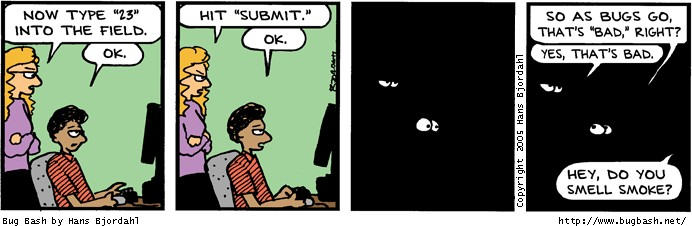 NOW TYPE "23"
INTO THE FIELD.
OK.
HIT "SUBMIT."
OK.
BJORDAHL
Copyright 2005 Hans Bjordahl
SO AS BUGS GO,
THAT'S "BAD," RIGHT?
YES, THAT'S BAD.
HEY, DO YOU
SMELL SMOKE?
Bug Bash by Hans Bjordahl
http://www.bugbash.net/